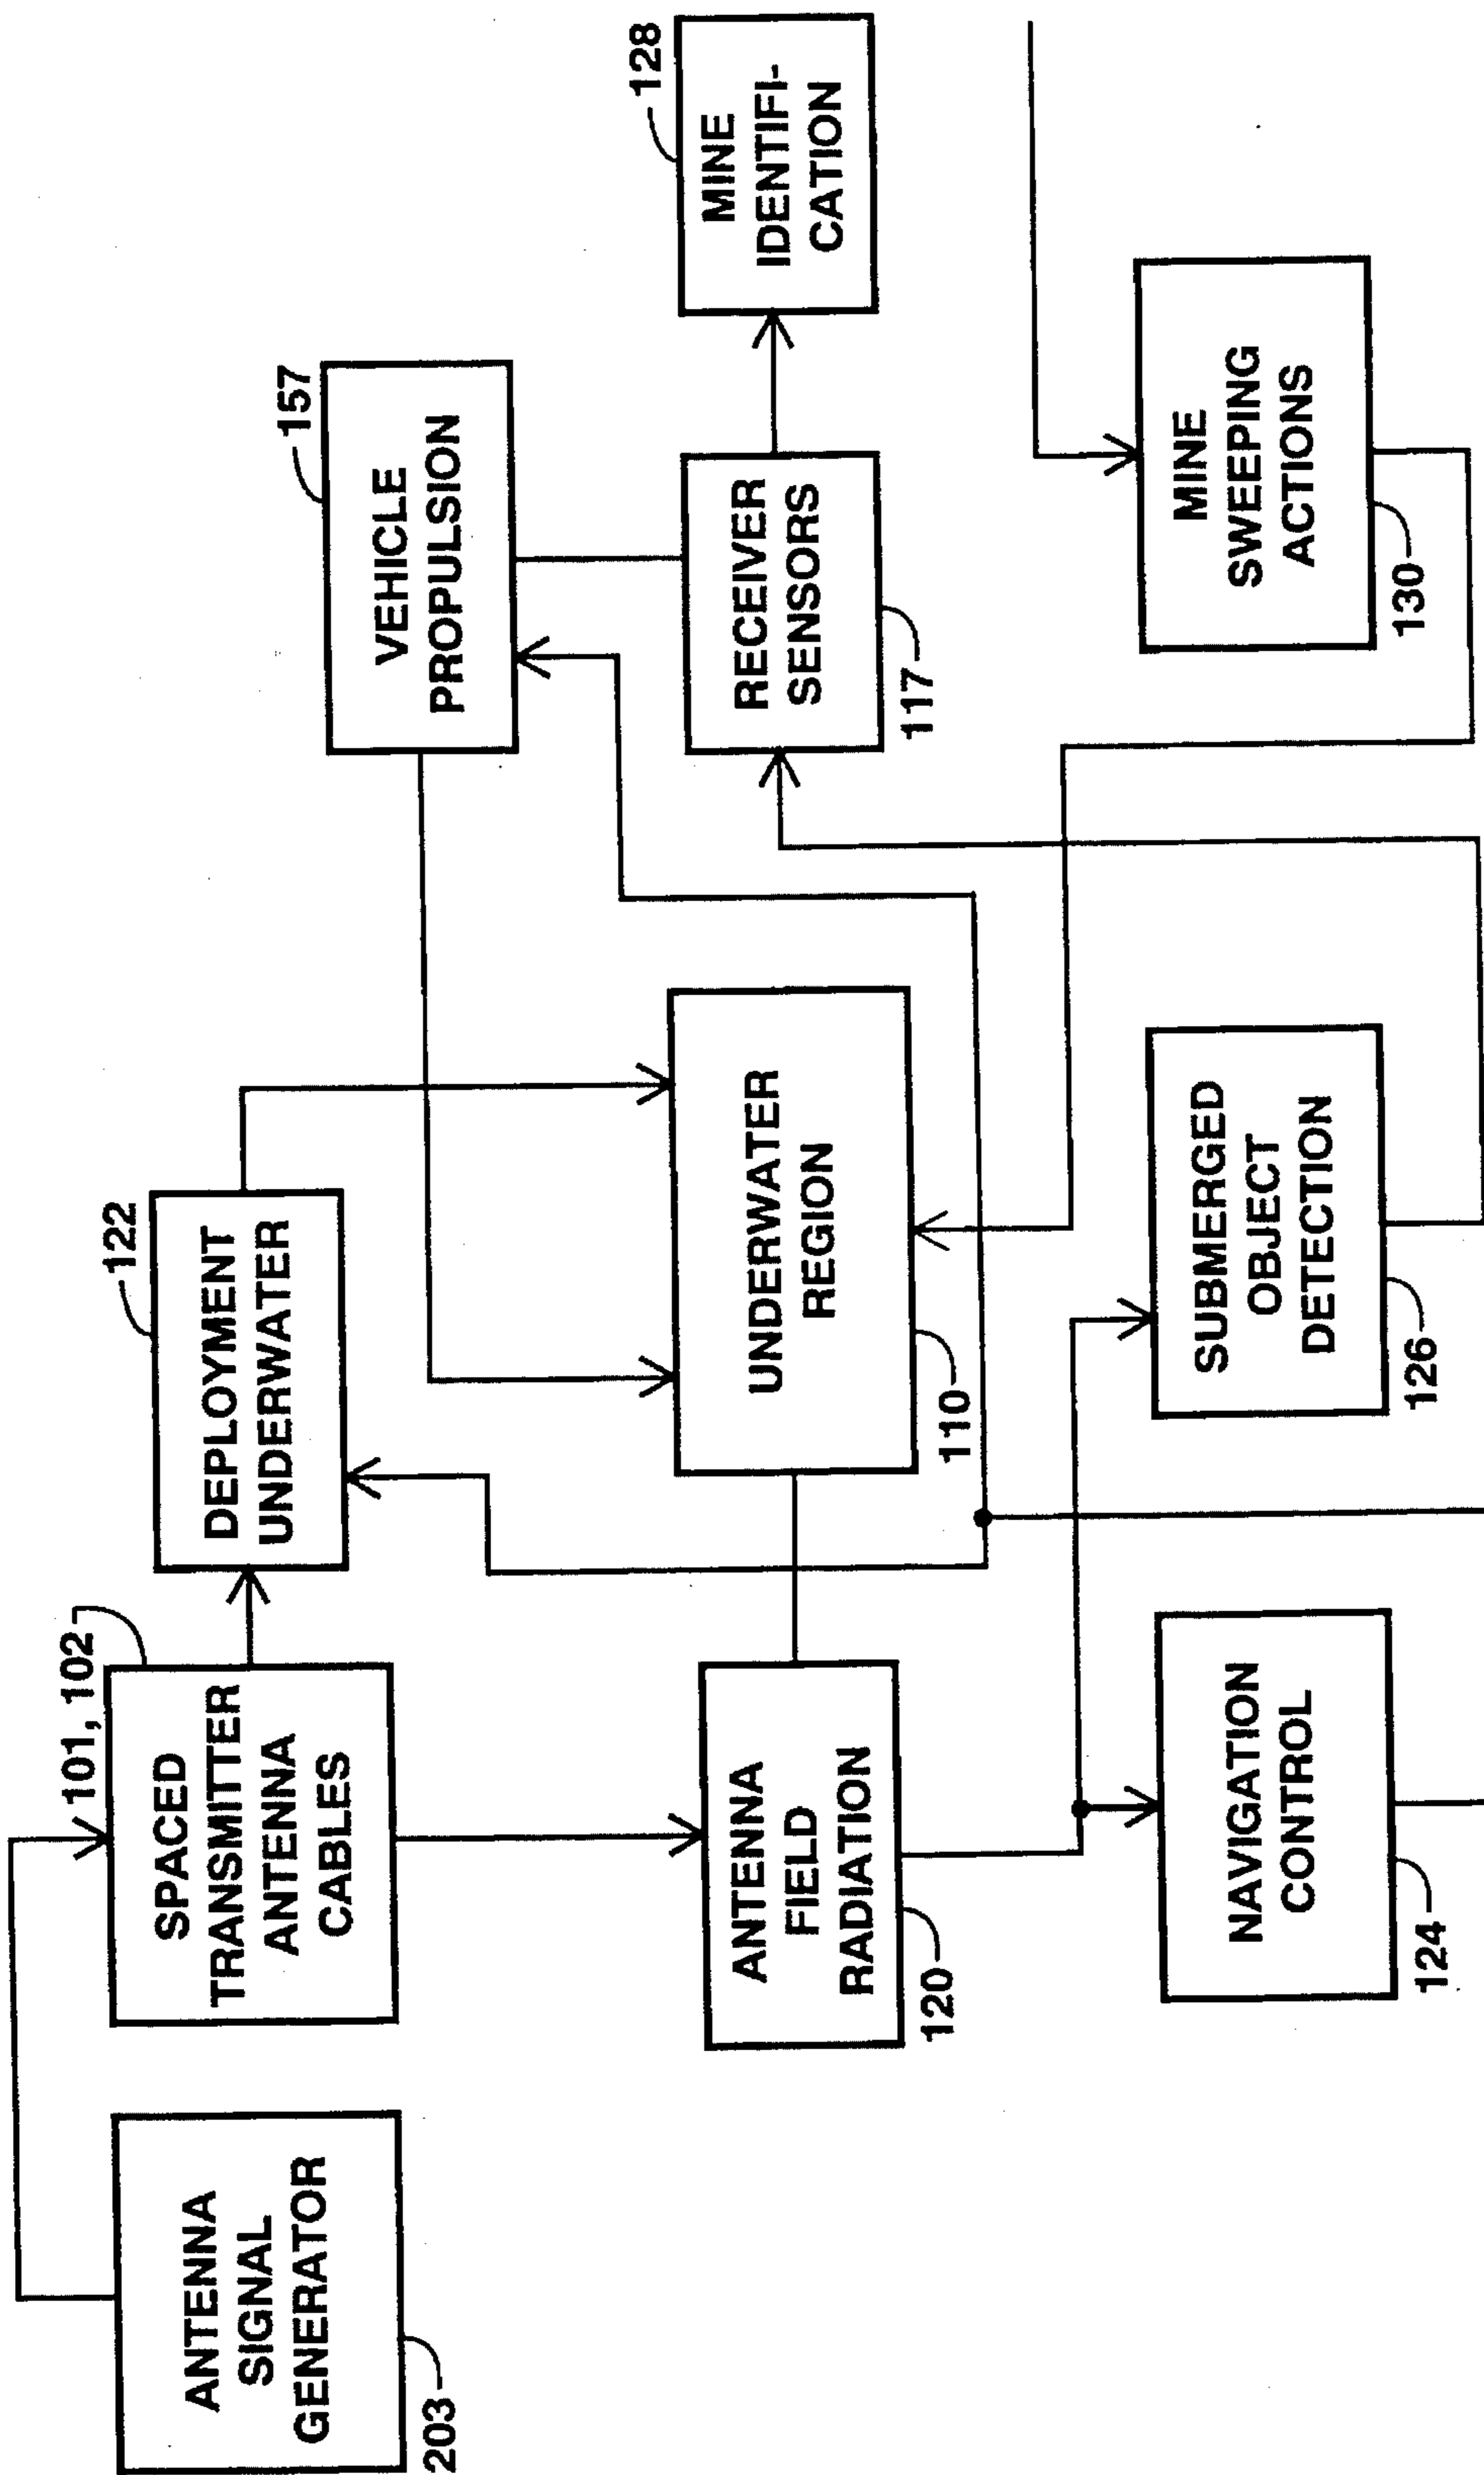 203
ANTENNA
SIGNAL
GENERATOR
101, 102
SPACED
TRANSMITTER
ANTENNA
CABLES
122
DEPLOYMENT
UNDERWATER
157
VEHICLE
PROPULSION
128
MINE
IDENTIFI-
CATION
RECEIVER
SENSORS
117
UNDERWATER
REGION
110
ANTENNA
FIELD
RADIATION
120
NAVIGATION
CONTROL
124
SUBMERGED
OBJECT
DETECTION
126
MINE
SWEEPING
ACTIONS
130